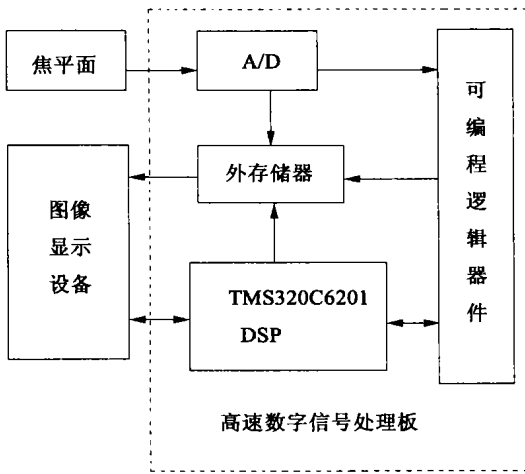 焦平面
A/D
可编程逻辑器件
外存储器
图像
显示
设备
TMS320C6201
DSP
高速数字信号处理板